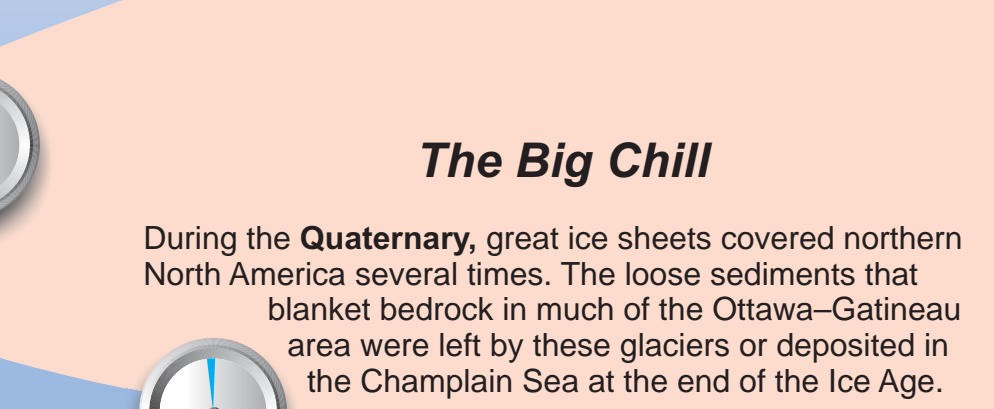 The Big Chill
During the Quaternary, great ice sheets covered northern
North America several times. The loose sediments that
blanket bedrock in much of the Ottawa–Gatineau
area were left by these glaciers or deposited in
the Champlain Sea at the end of the Ice Age.